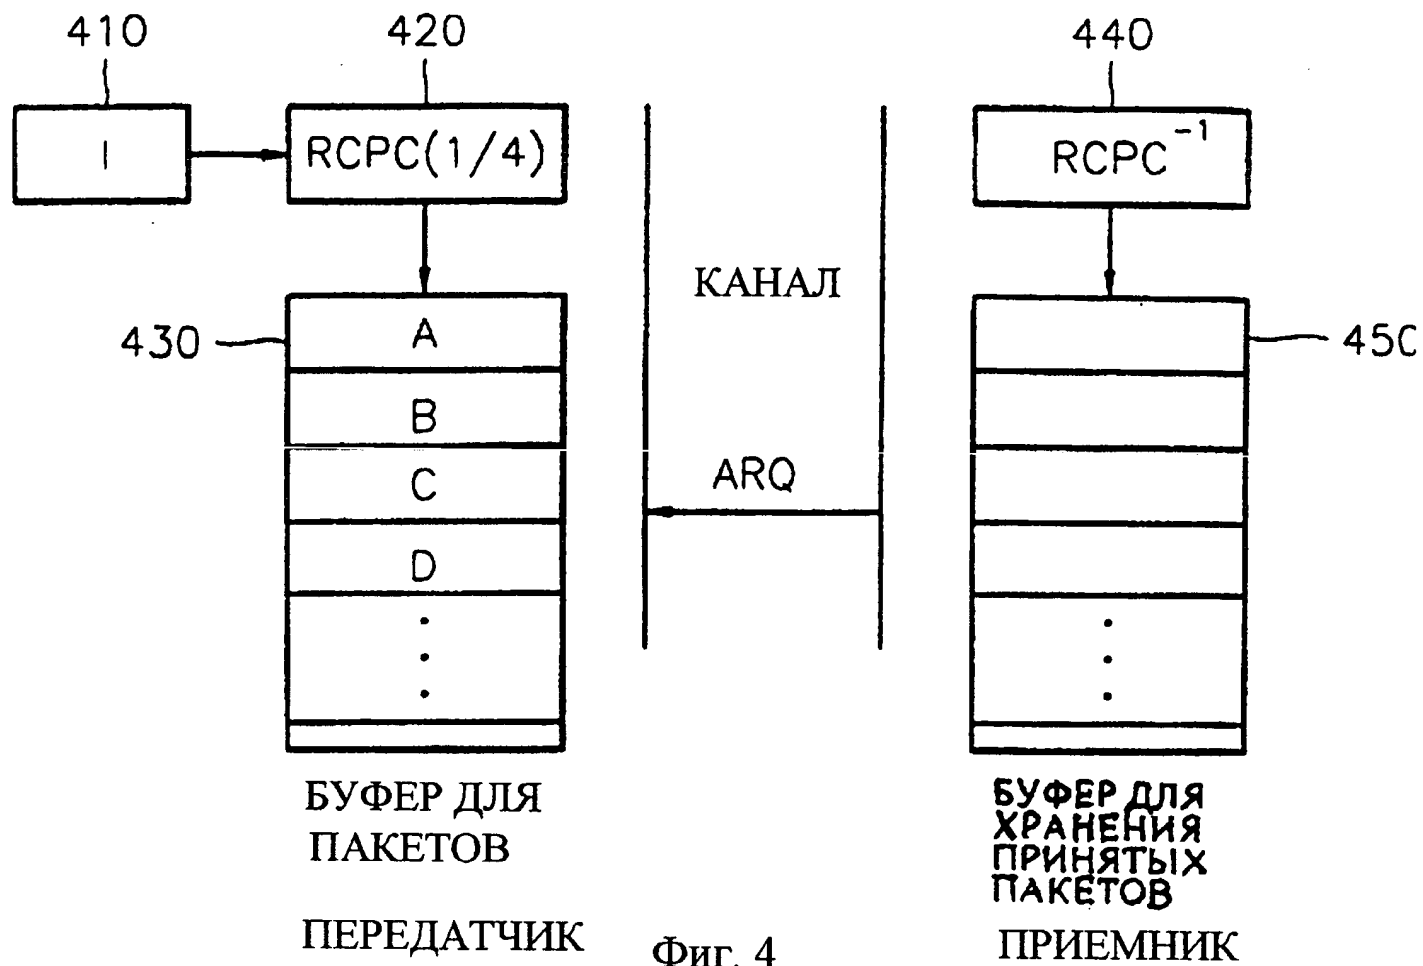 410
420
440
I
RCPC(1/4)
RCPC⁻¹
КАНАЛ
430
A
450
B
C
ARQ
D
БУФЕР ДЛЯ
ПАКЕТОВ
БУФЕР ДЛЯ
ХРАНЕНИЯ
ПРИНЯТЫХ
ПАКЕТОВ
ПЕРЕДАТЧИК
Фиг. 4
ПРИЕМНИК